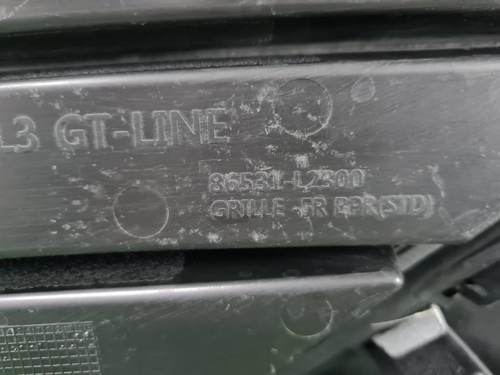 L3 GT-LINE
86531-L2300
GRILLE -FR BPR(STD)